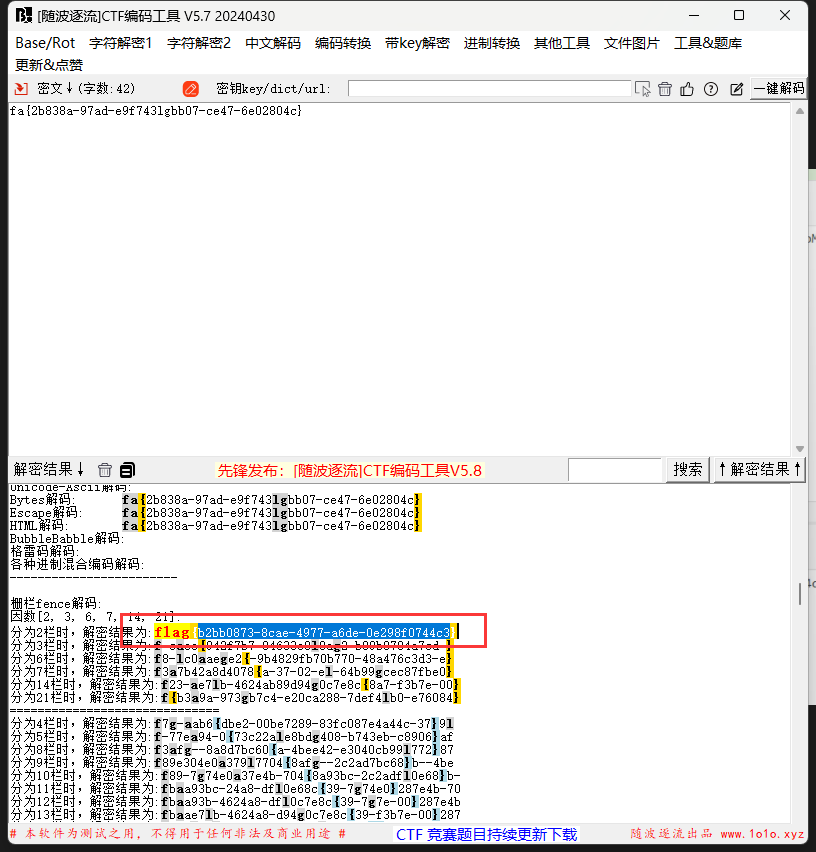 [随波逐流]CTF编码工具 V5.7 20240430
Base/Rot 字符解密1 字符解密2 中文解码 编码转换 带key解密 进制转换 其他工具 文件图片 工具&题库
更新&点赞
密文↓(字数:42) 密钥key/dict/url: 一键解码
fa{2b838a-97ad-e9f743lgbb07-ce47-6e02804c}
解密结果↓ 先锋发布: [随波逐流]CTF编码工具V5.8 搜索 ↑解密结果↑
Unicode-Ascii解码:
Bytes解码: fa{2b838a-97ad-e9f743lgbb07-ce47-6e02804c}
Escape解码: fa{2b838a-97ad-e9f743lgbb07-ce47-6e02804c}
HTML解码: fa{2b838a-97ad-e9f743lgbb07-ce47-6e02804c}
BubbleBabble解码:
格雷码解码:
各种进制混合编码解码:
------------------------
栅栏fence解码:
因数[2, 3, 6, 7, 14, 21]:
分为2栏时，解密结果为:flag{b2bb0873-8cae-4977-a6de-0e298f0744c3}
分为3栏时，解密结果为:
分为6栏时，解密结果为:f8-lc0aaege2{-9b4829fb70b770-48a476c3d3-e}
分为7栏时，解密结果为:f3a7b42a8d4078{a-37-02-el-64b99gcec87fbe0}
分为14栏时，解密结果为:f23-ae7lb-4624ab89d94g0c7e8c{8a7-f3b7e-00}
分为21栏时，解密结果为:f{b3a9a-973gb7c4-e20ca288-7def4lb0-e76084}
==============================
分为4栏时，解密结果为:f7g-aab6{dbe2-00be7289-83fc087e4a44c-37}9l
分为5栏时，解密结果为:f-77ea94-0{73c22ale8bdg408-b743eb-c8906}af
分为8栏时，解密结果为:f3afg--8a8d7bc60{a-4bee42-e3040cb99l772}87
分为9栏时，解密结果为:f89e304e0a379l7704{8afg--2c2ad7bc68}b--4be
分为10栏时，解密结果为:f89-7g74e0a37e4b-704{8a93bc-2c2adfl0e68}b-
分为11栏时，解密结果为:fbaa93bc-24a8-dfl0e68c{39-7g74e0}287e4b-70
分为12栏时，解密结果为:fbaa93b-4624a8-dfl0c7e8c{39-7g7e-00}287e4b
分为13栏时，解密结果为:fbaae7lb-4624a8-d94g0c7e8c{39-f3b7e-00}287
# 本软件为测试之用，不得用于任何非法及商业用途 # CTF 竞赛题目持续更新下载 随波逐流出品 www.1o1o.xyz